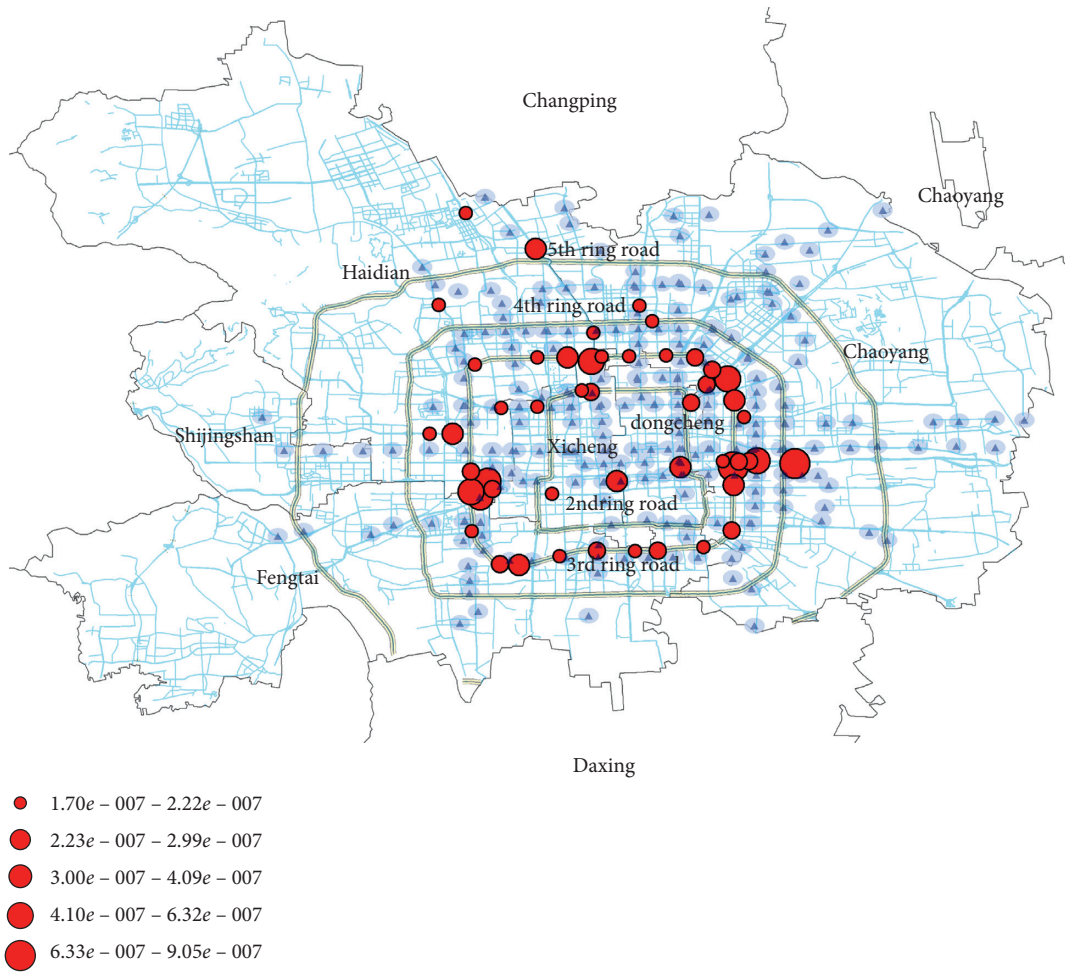 Changping
Chaoyang
5th ring road
Haidian
4th ring road
Chaoyang
dongcheng
Shijingshan
Xicheng
2ndring road
3rd ring road
Fengtai
Daxing
1.70e – 007 – 2.22e – 007
2.23e – 007 – 2.99e – 007
3.00e – 007 – 4.09e – 007
4.10e – 007 – 6.32e – 007
6.33e – 007 – 9.05e – 007